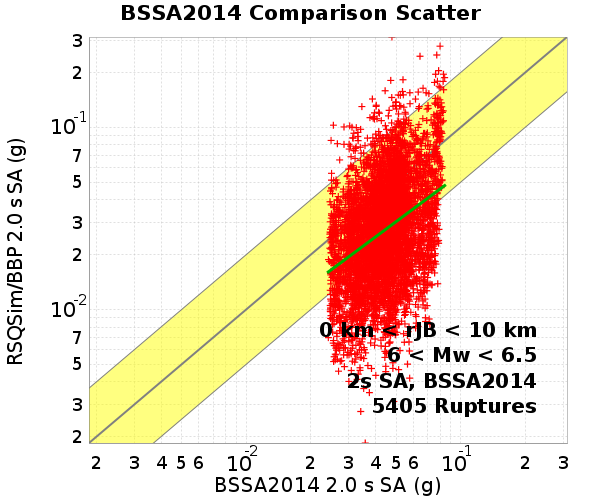 BSSA2014 Comparison Scatter
RSQSim/BBP 2.0 s SA (g)
3
2
10-1
7
5
3
2
10-2
7
5
3
2
0 km < rJB < 10 km
6 < Mw < 6.5
2s SA, BSSA2014
5405 Ruptures
2 3 4 5 6 10-2 2 3 4 5 6 10-1 2 3
BSSA2014 2.0 s SA (g)